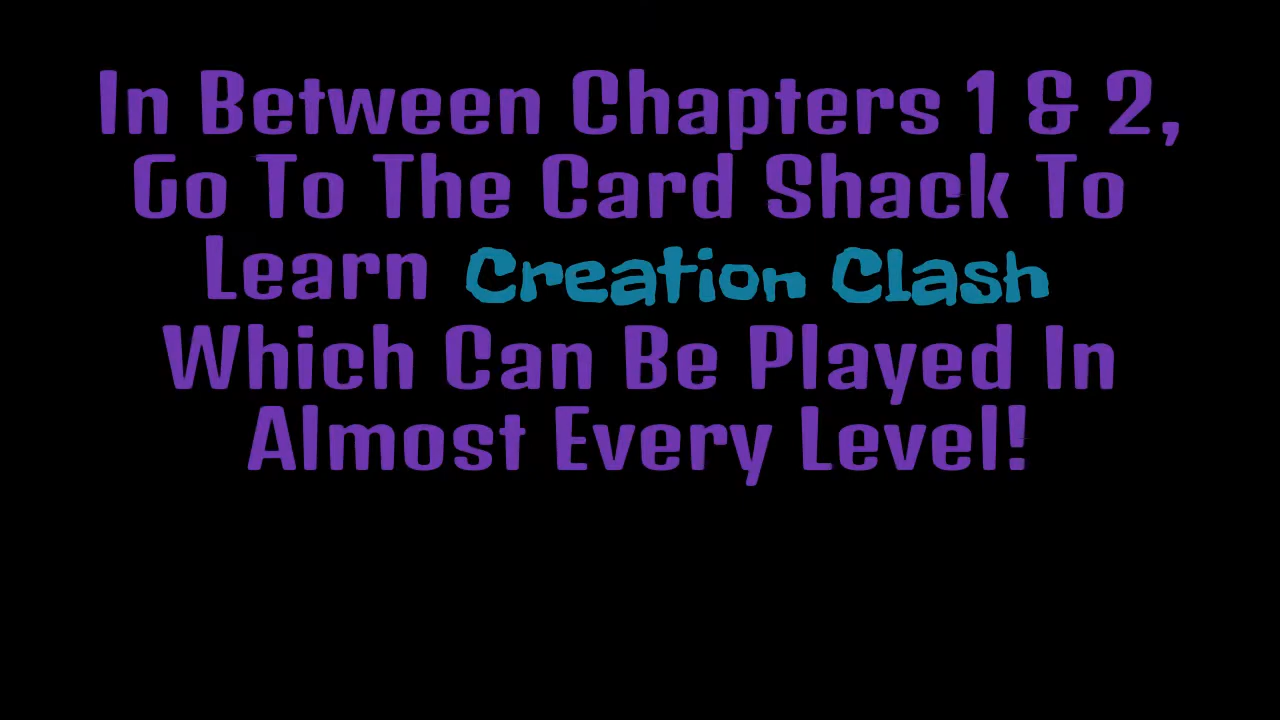 In Between Chapters 1 & 2,
Go To The Card Shack To
Learn Creation Clash
Which Can Be Played In
Almost Every Level!